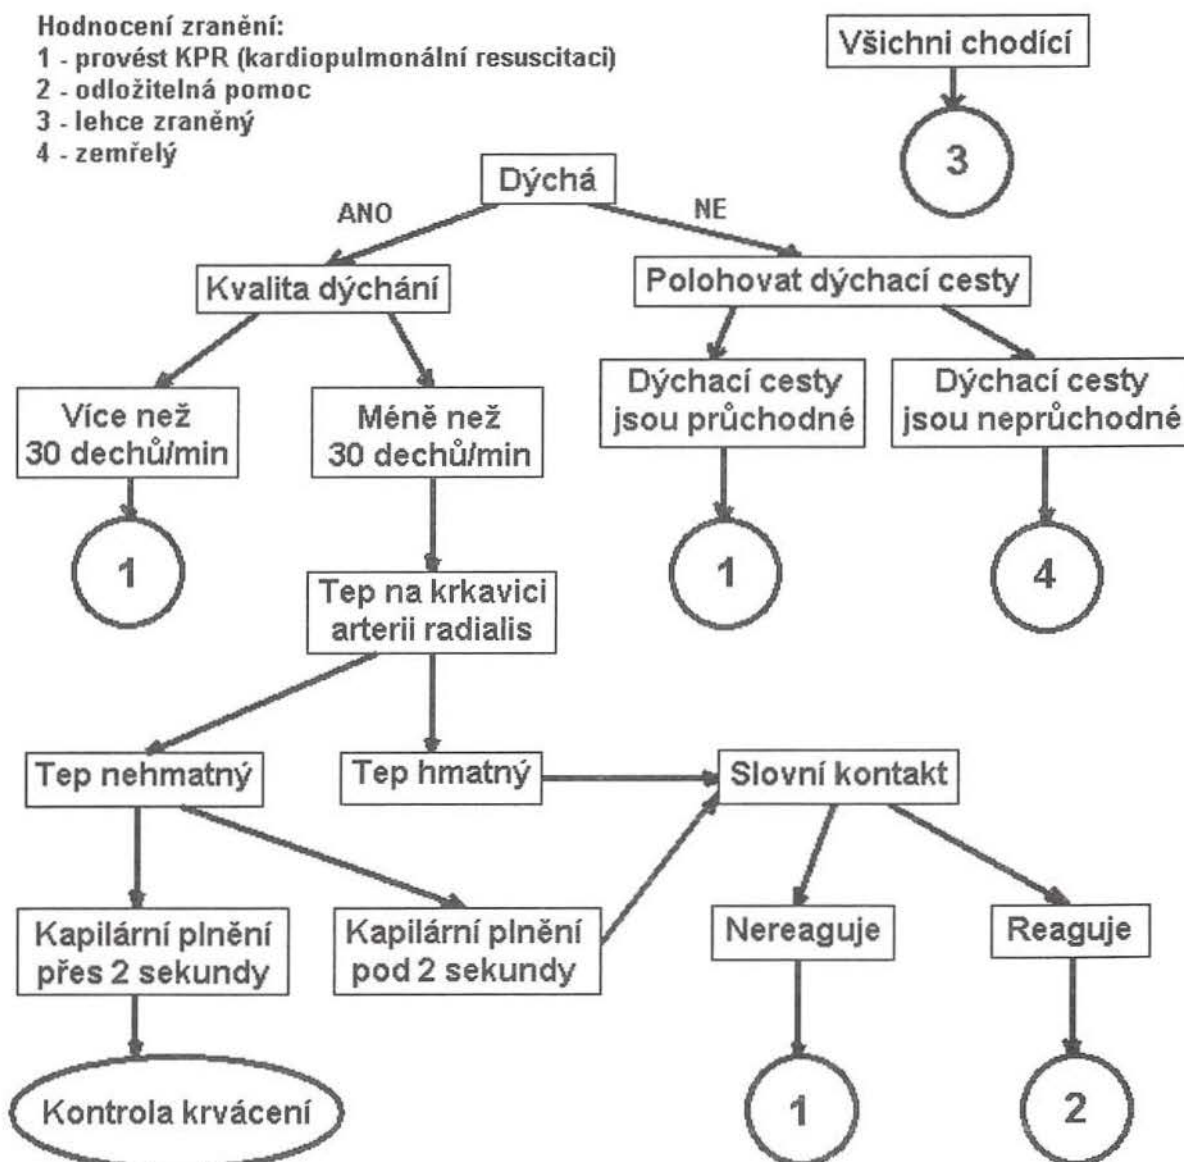 Hodnocení zranění:
1 - provést KPR (kardiopulmonální resuscitaci)
2 - odložitelná pomoc
3 - lehce zraněný
4 - zemřelý
Všichni chodící
3
Dýchá
ANO
NE
Kvalita dýchání
Polohovat dýchací cesty
Více než
30 dechů/min
Méně než
30 dechů/min
Dýchací cesty
jsou průchodné
Dýchací cesty
jsou neprůchodné
1
1
4
Tep na krkavici
arterii radialis
Tep nehmatný
Tep hmatný
Slovní kontakt
Kapilární plnění
přes 2 sekundy
Kapilární plnění
pod 2 sekundy
Nereaguje
Reaguje
Kontrola krvácení
1
2